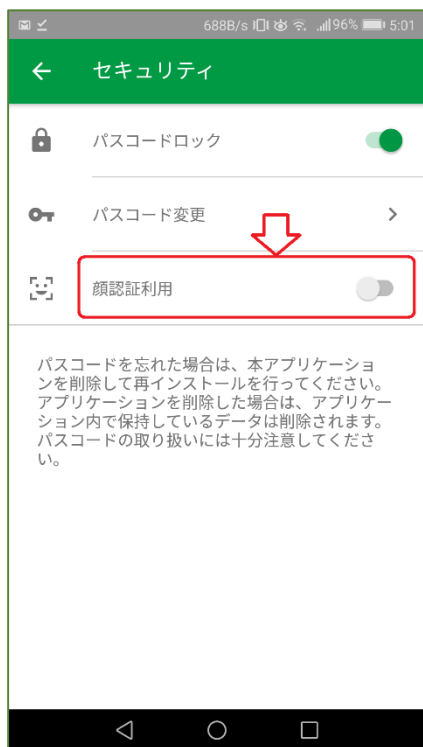 688B/s 96% 5:01
セキュリティ
パスコードロック
パスコード変更
顔認証利用
パスコードを忘れた場合は、本アプリケーショ
ンを削除して再インストールを行ってください。
アプリケーションを削除した場合は、アプリケー
ション内で保持しているデータは削除されます。
パスコードの取り扱いには十分注意してくださ
い。